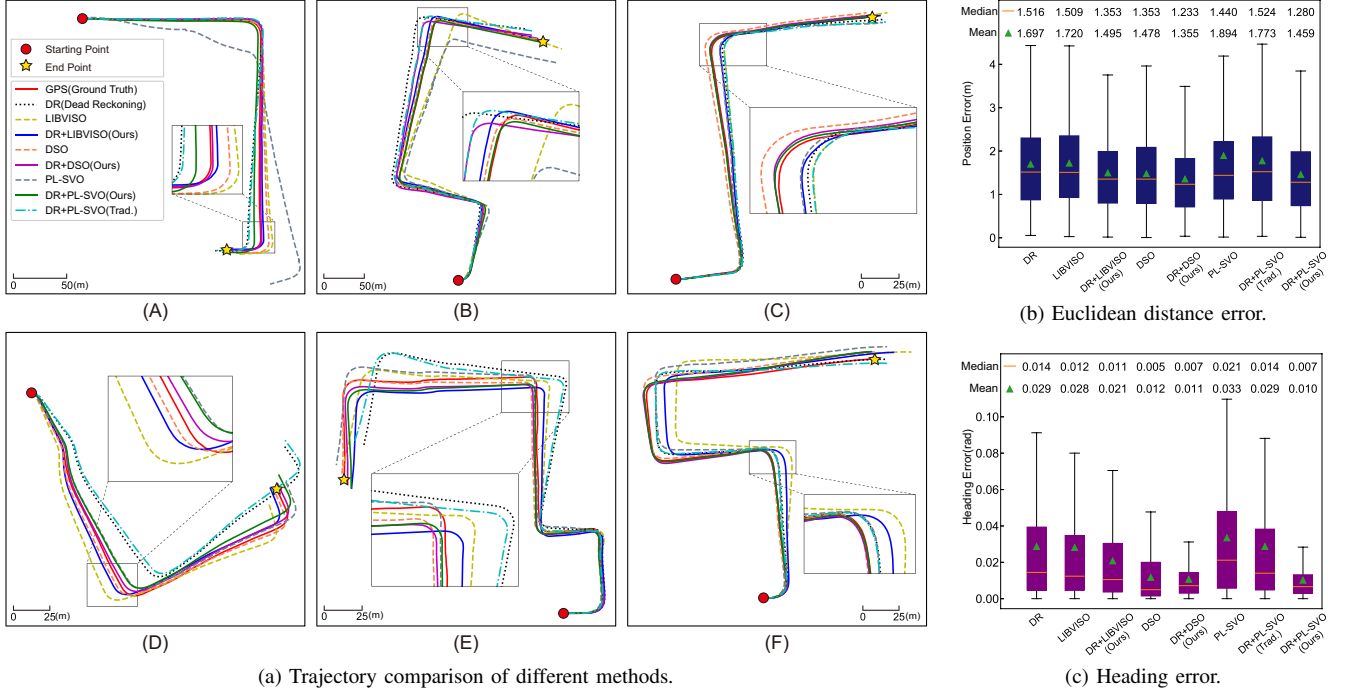 Starting Point
End Point
GPS(Ground Truth)
DR(Dead Reckoning)
LIBVISO
DR+LIBVISO(Ours)
DSO
DR+DSO(Ours)
PL-SVO
DR+PL-SVO(Ours)
DR+PL-SVO(Trad.)
0 50(m)
(A)
0 50(m)
(B)
0 25(m)
(C)
0 25(m)
(D)
0 25(m)
(E)
0 25(m)
(F)
(a) Trajectory comparison of different methods.
Median 1.516 1.509 1.353 1.353 1.233 1.440 1.524 1.280
Mean 1.697 1.720 1.495 1.478 1.355 1.894 1.773 1.459
Position Error(m)
4
3
2
1
0
DR
LIBVISO
DR+LIBVISO
(Ours)
DSO
DR+DSO
(Ours)
PL-SVO
DR+PL-SVO
(Trad.)
DR+PL-SVO
(Ours)
(b) Euclidean distance error.
Median 0.014 0.012 0.011 0.005 0.007 0.021 0.014 0.007
Mean 0.029 0.028 0.021 0.012 0.011 0.033 0.029 0.010
Heading Error(rad)
0.10
0.08
0.06
0.04
0.02
0.00
DR
LIBVISO
DR+LIBVISO
(Ours)
DSO
DR+DSO
(Ours)
PL-SVO
DR+PL-SVO
(Trad.)
DR+PL-SVO
(Ours)
(c) Heading error.